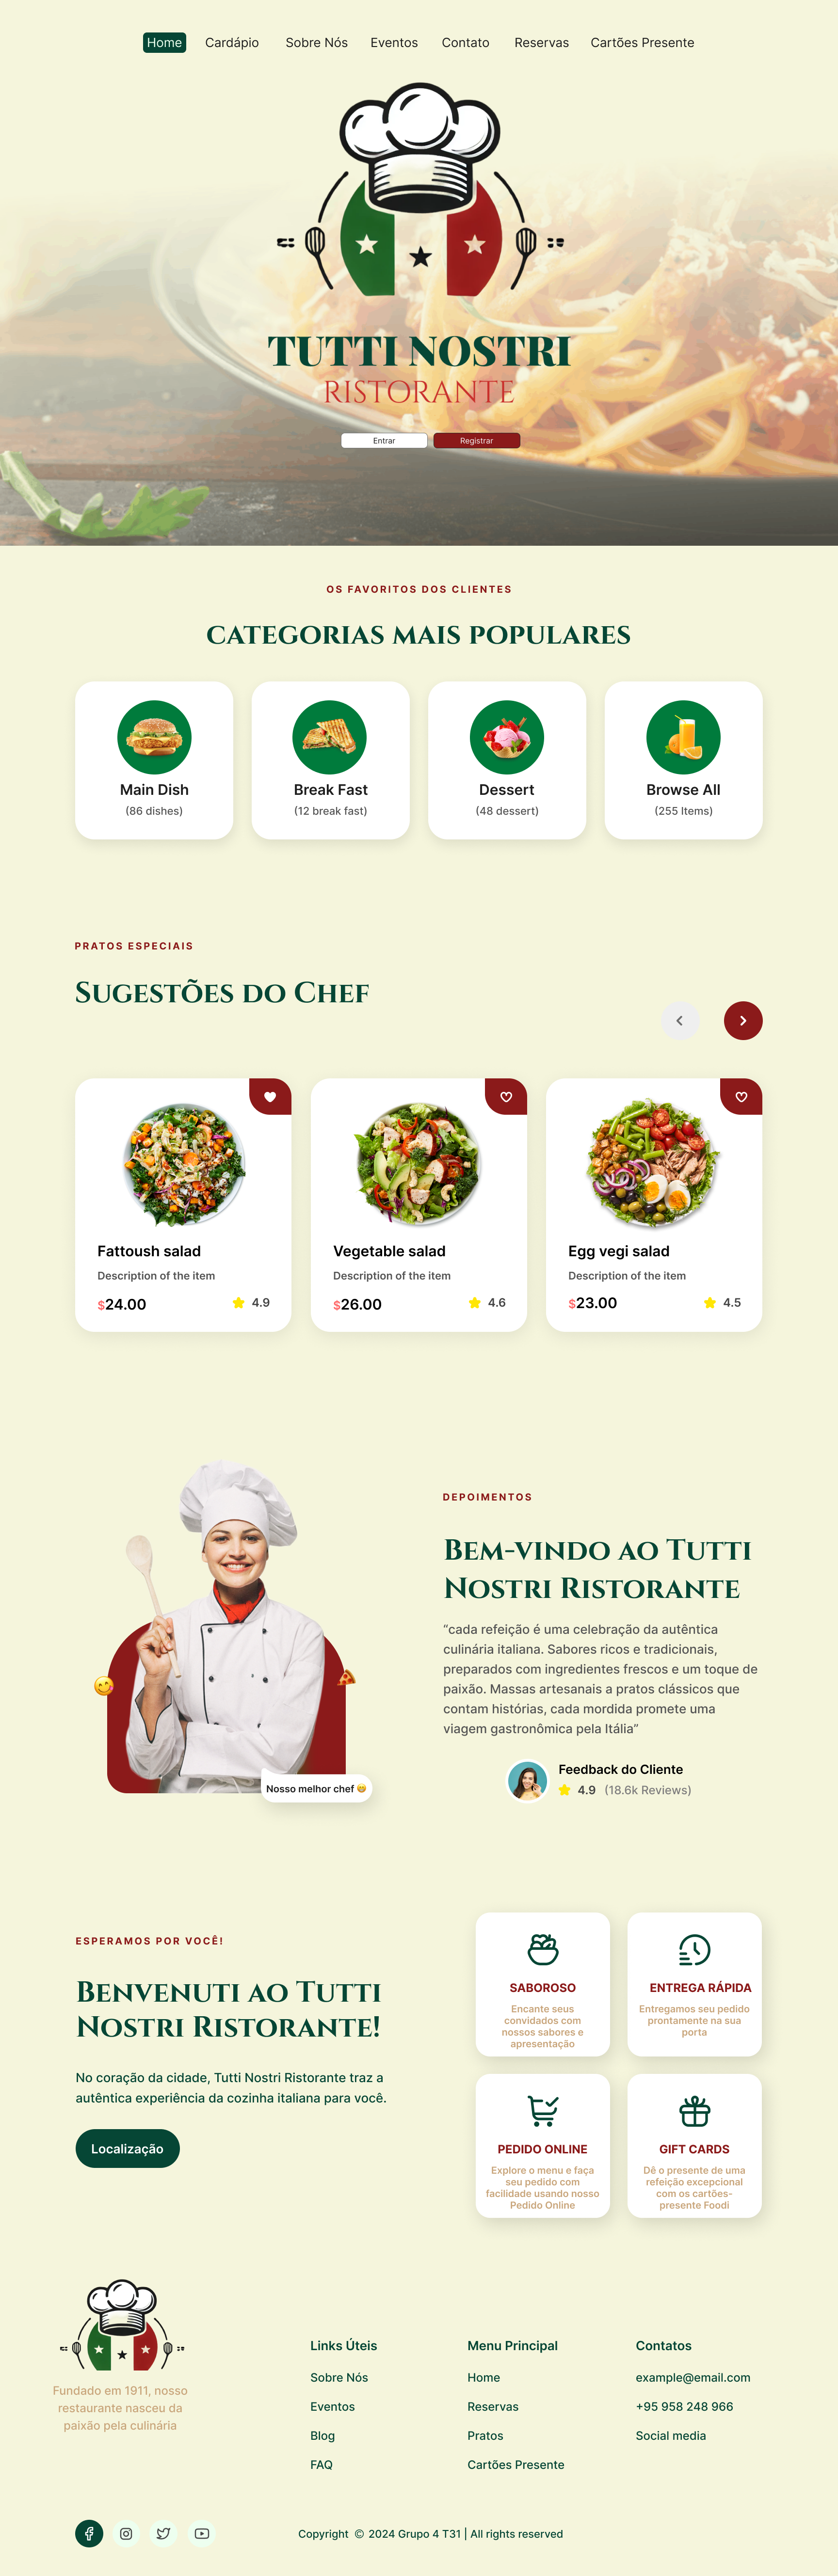 Home Cardápio Sobre Nós Eventos Contato Reservas Cartões Presente
TUTTI NOSTRI
RISTORANTE
Entrar Registrar
OS FAVORITOS DOS CLIENTES
CATEGORIAS MAIS POPULARES
Main Dish
(86 dishes)
Break Fast
(12 break fast)
Dessert
(48 dessert)
Browse All
(255 Items)
PRATOS ESPECIAIS
SUGESTÕES DO CHEF
Fattoush salad
Description of the item
$24.00 4.9
Vegetable salad
Description of the item
$26.00 4.6
Egg vegi salad
Description of the item
$23.00 4.5
Nosso melhor chef
DEPOIMENTOS
BEM-VINDO AO TUTTI
NOSTRI RISTORANTE
“cada refeição é uma celebração da autêntica
culinária italiana. Sabores ricos e tradicionais,
preparados com ingredientes frescos e um toque de
paixão. Massas artesanais a pratos clássicos que
contam histórias, cada mordida promete uma
viagem gastronômica pela Itália”
Feedback do Cliente
4.9 (18.6k Reviews)
ESPERAMOS POR VOCÊ!
BENVENUTI AO TUTTI
NOSTRI RISTORANTE!
No coração da cidade, Tutti Nostri Ristorante traz a
autêntica experiência da cozinha italiana para você.
Localização
SABOROSO
Encante seus
convidados com
nossos sabores e
apresentação
ENTREGA RÁPIDA
Entregamos seu pedido
prontamente na sua
porta
PEDIDO ONLINE
Explore o menu e faça
seu pedido com
facilidade usando nosso
Pedido Online
GIFT CARDS
Dê o presente de uma
refeição excepcional
com os cartões-
presente Foodi
Fundado em 1911, nosso
restaurante nasceu da
paixão pela culinária
Links Úteis
Sobre Nós
Eventos
Blog
FAQ
Menu Principal
Home
Reservas
Pratos
Cartões Presente
Contatos
example@email.com
+95 958 248 966
Social media
Copyright © 2024 Grupo 4 T31 | All rights reserved